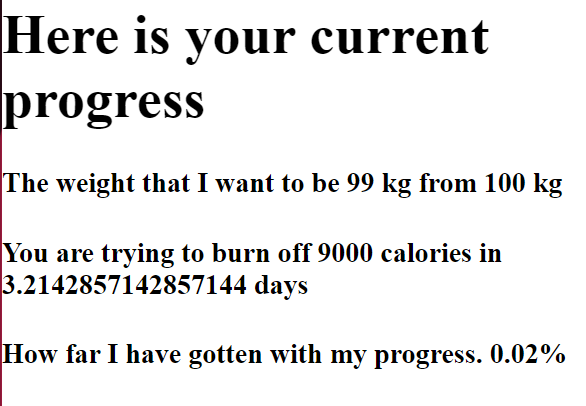 Here is your current
progress
The weight that I want to be 99 kg from 100 kg
You are trying to burn off 9000 calories in
3.2142857142857144 days
How far I have gotten with my progress. 0.02%